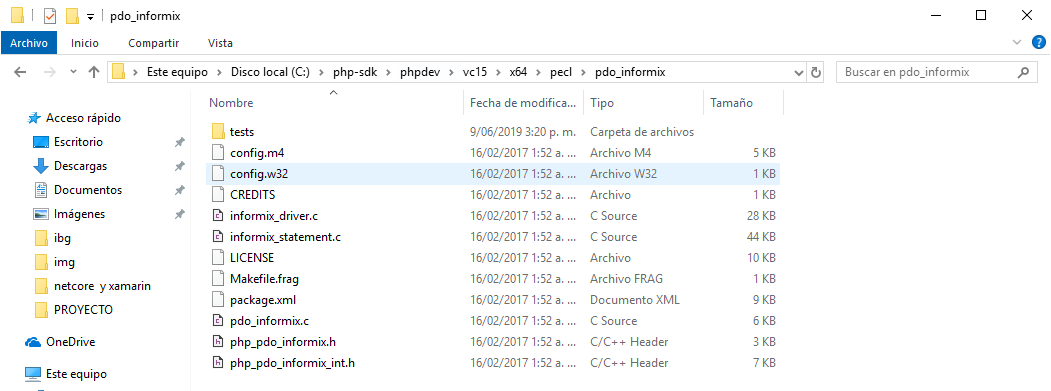 pdo_informix
Archivo Inicio Compartir Vista
Este equipo Disco local (C:) php-sdk phpdev vc15 x64 pecl pdo_informix Buscar en pdo_informix
Nombre Fecha de modifica... Tipo Tamaño
Acceso rápido
Escritorio
Descargas
Documentos
Imágenes
ibg
img
netcore y xamarin
PROYECTO
OneDrive
Este equipo
tests 9/06/2019 3:20 p. m. Carpeta de archivos
config.m4 16/02/2017 1:52 a. ... Archivo M4 5 KB
config.w32 16/02/2017 1:52 a. ... Archivo W32 1 KB
CREDITS 16/02/2017 1:52 a. ... Archivo 1 KB
informix_driver.c 16/02/2017 1:52 a. ... C Source 28 KB
informix_statement.c 16/02/2017 1:52 a. ... C Source 44 KB
LICENSE 16/02/2017 1:52 a. ... Archivo 10 KB
Makefile.frag 16/02/2017 1:52 a. ... Archivo FRAG 1 KB
package.xml 16/02/2017 1:52 a. ... Documento XML 9 KB
pdo_informix.c 16/02/2017 1:52 a. ... C Source 6 KB
php_pdo_informix.h 16/02/2017 1:52 a. ... C/C++ Header 3 KB
php_pdo_informix_int.h 16/02/2017 1:52 a. ... C/C++ Header 7 KB